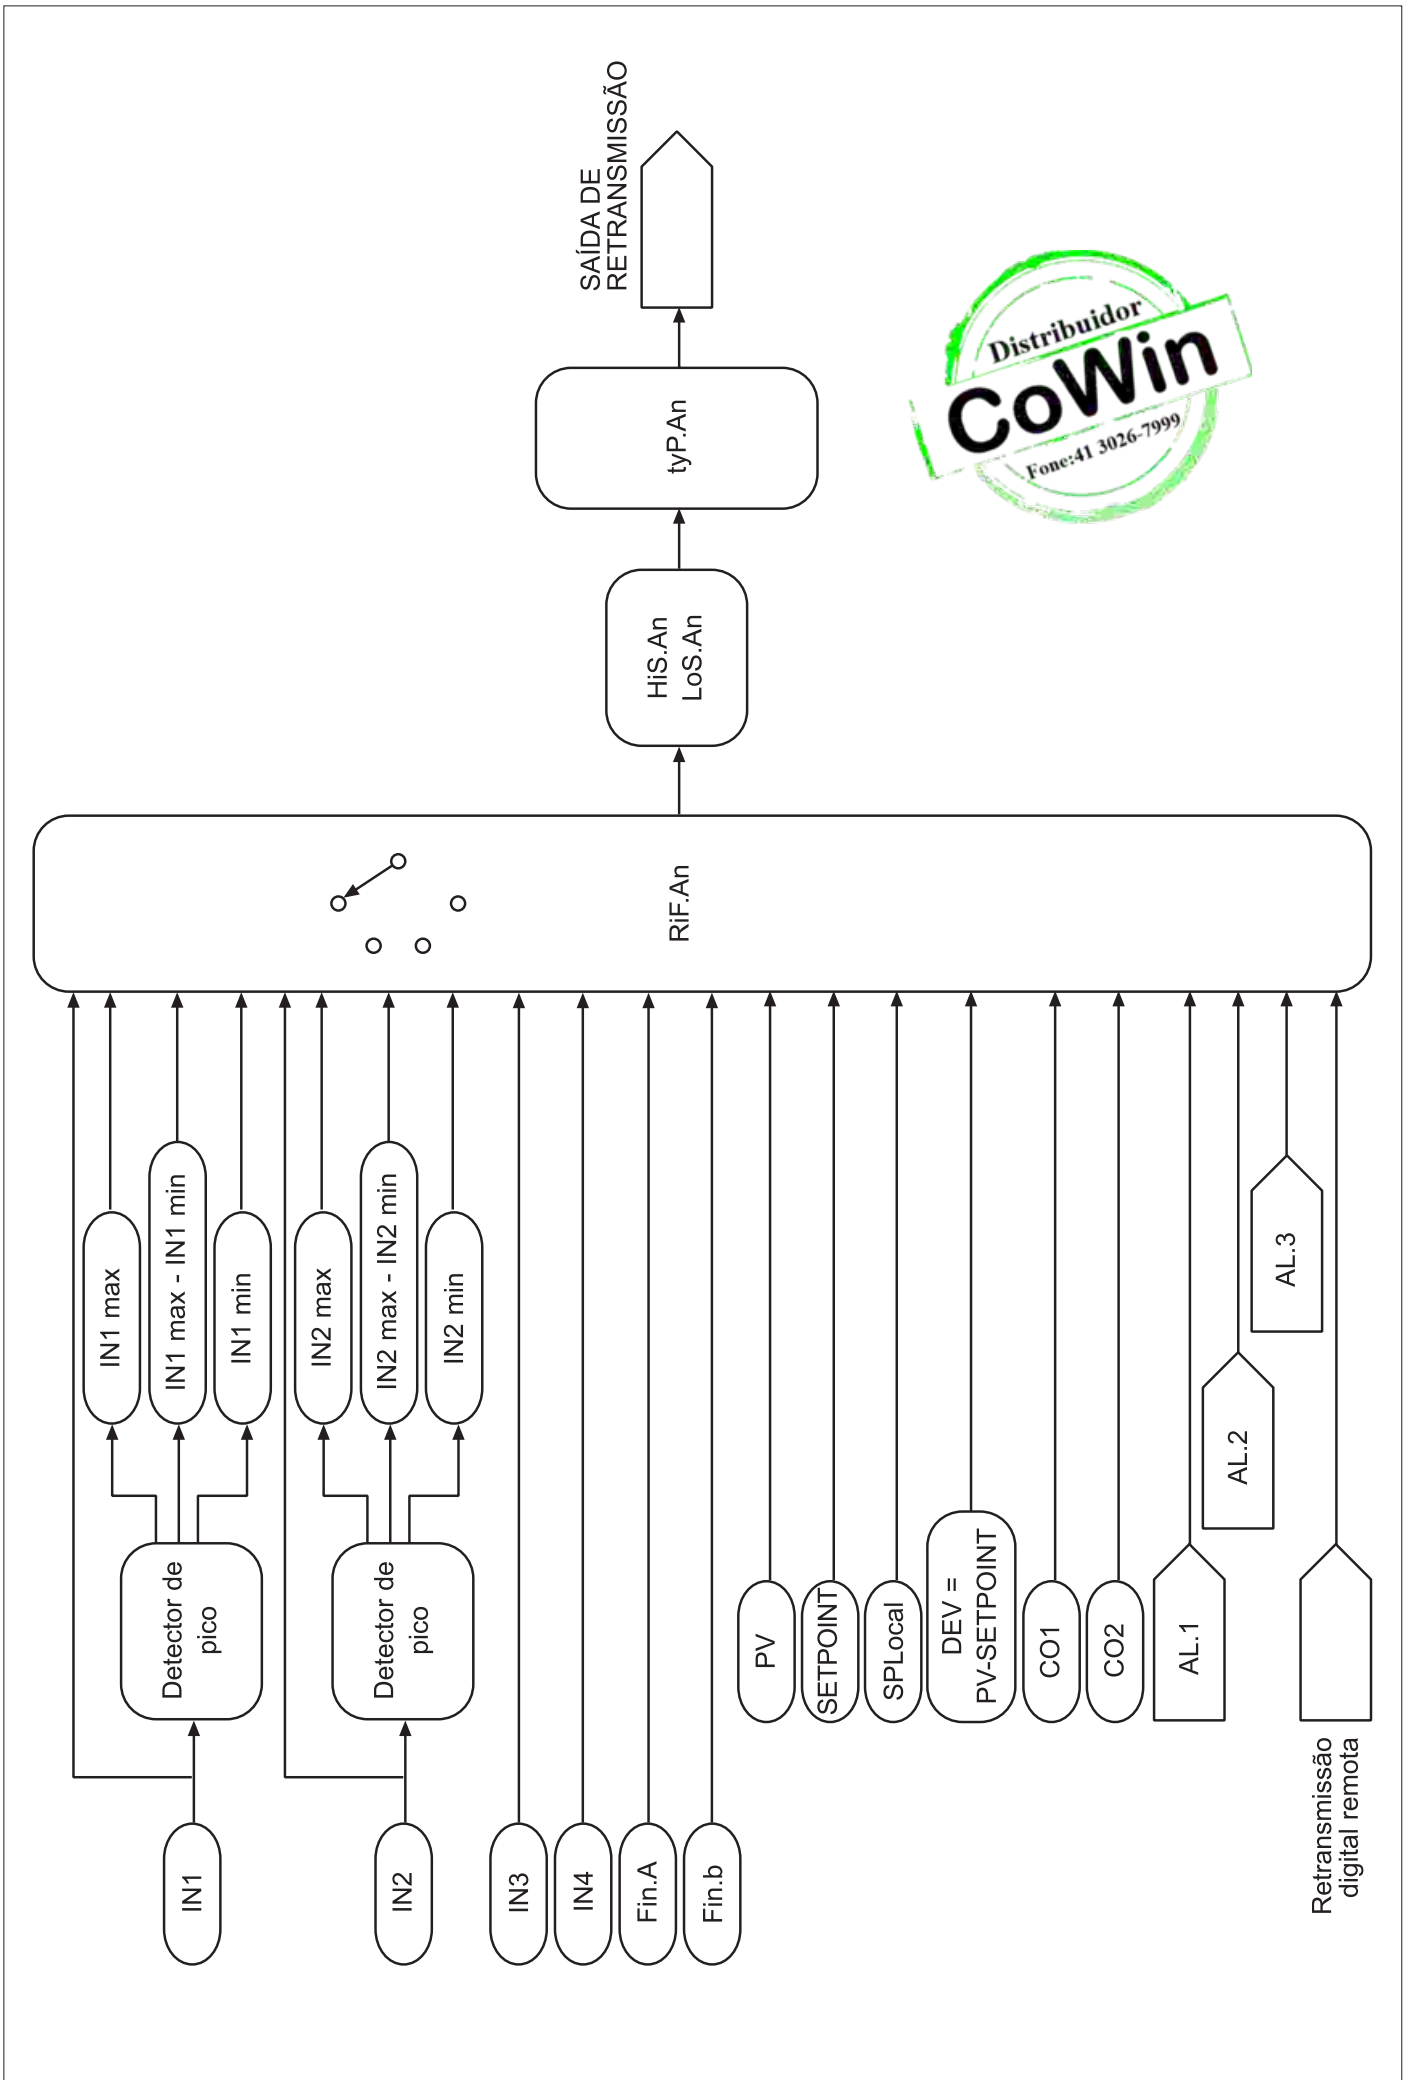 IN1
Detector de
pico
IN1 max
IN1 max - IN1 min
IN1 min
IN2
Detector de
pico
IN2 max
IN2 max - IN2 min
IN2 min
IN3
IN4
Fin.A
Fin.b
PV
SETPOINT
SPLocal
DEV =
PV-SETPOINT
CO1
CO2
AL.1
AL.2
AL.3
Retransmissão
digital remota
RiF.An
HiS.An
LoS.An
tyP.An
SAÍDA DE
RETRANSMISSÃO
Distribuidor
CoWin
Fone:41 3026-7999